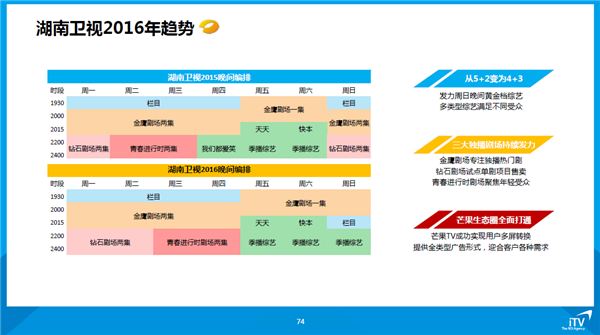 湖南卫视2016年趋势
湖南卫视2015晚间编排
时段 周一 周二 周三 周四 周五 周六 周日
1930 栏目 金鹰剧场一集 栏目
2000 金鹰剧场两集 金鹰剧场两集
2015 天天 快本
2200 钻石剧场两集 青春进行时两集 我们都爱笑 季播综艺 季播综艺 钻石剧场两集
2400
湖南卫视2016晚间编排
时段 周一 周二 周三 周四 周五 周六 周日
1930 栏目 金鹰剧场一集
2000 金鹰剧场两集
2015 天天 快本 栏目
2200 钻石剧场两集 青春进行时剧场两集 季播综艺 季播综艺 季播综艺
2400
从5+2变为4+3
发力周日晚间黄金档综艺
多类型综艺满足不同受众
三大独播剧场持续发力
金鹰剧场专注独播热门剧
钻石剧场试点单剧项目售卖
青春进行时剧场聚焦年轻受众
芒果生态圈全面打通
芒果TV成功实现用户多屏转换
提供全类型广告形式，迎合客户各种需求
74
iTV